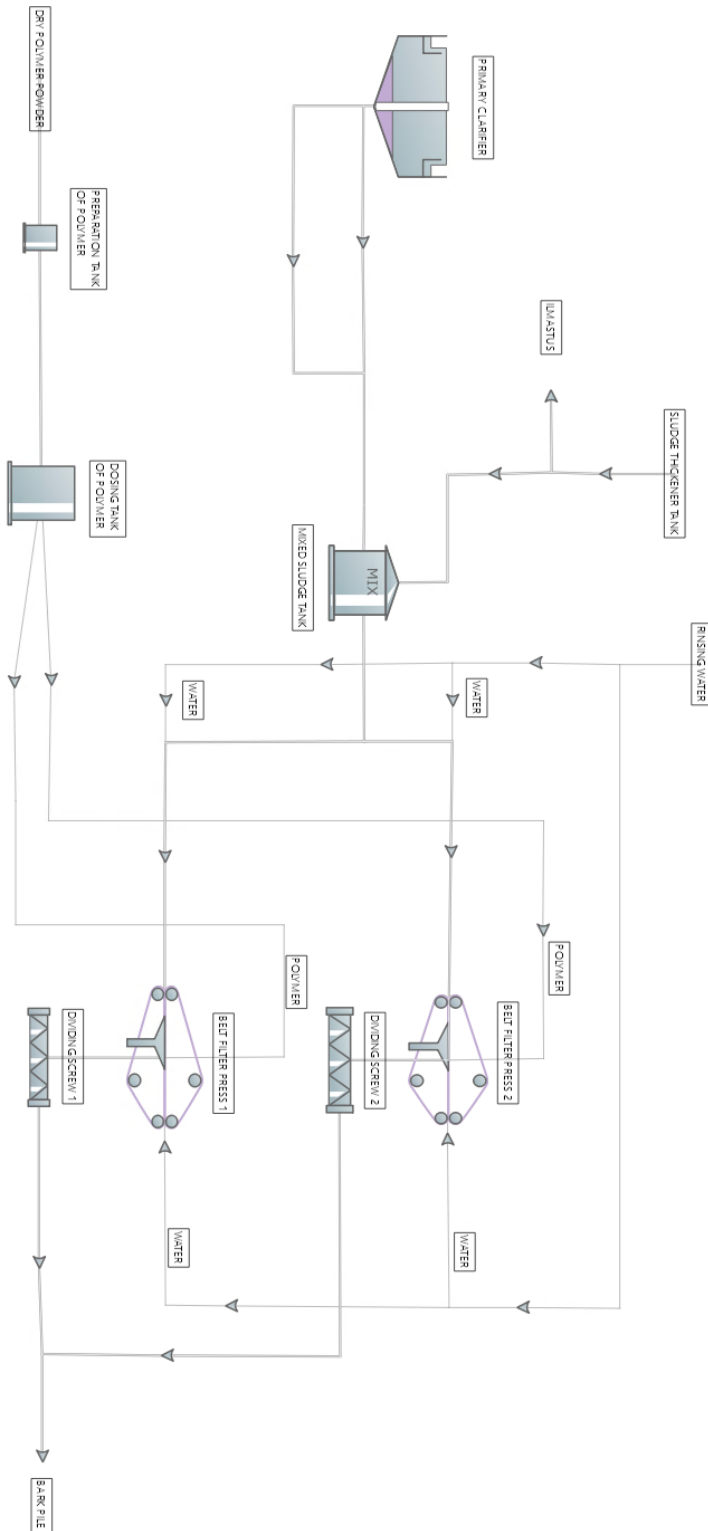 RINSING WATER
SLUDGE THICKENER TANK
ILMASTUS
POLYMER
BELT FILTER PRESS 2
PRIMARY CLARIFIER
WATER
WATER
DIVIDING SCREW 2
MIX
MIXED SLUDGE TANK
POLYMER
BELT FILTER PRESS 1
WATER
WATER
DOSING TANK
OF POLYMER
PREPARATION TANK
OF POLYMER
DIVIDING SCREW 1
DRY POLYMER POWDER
BARK PILE